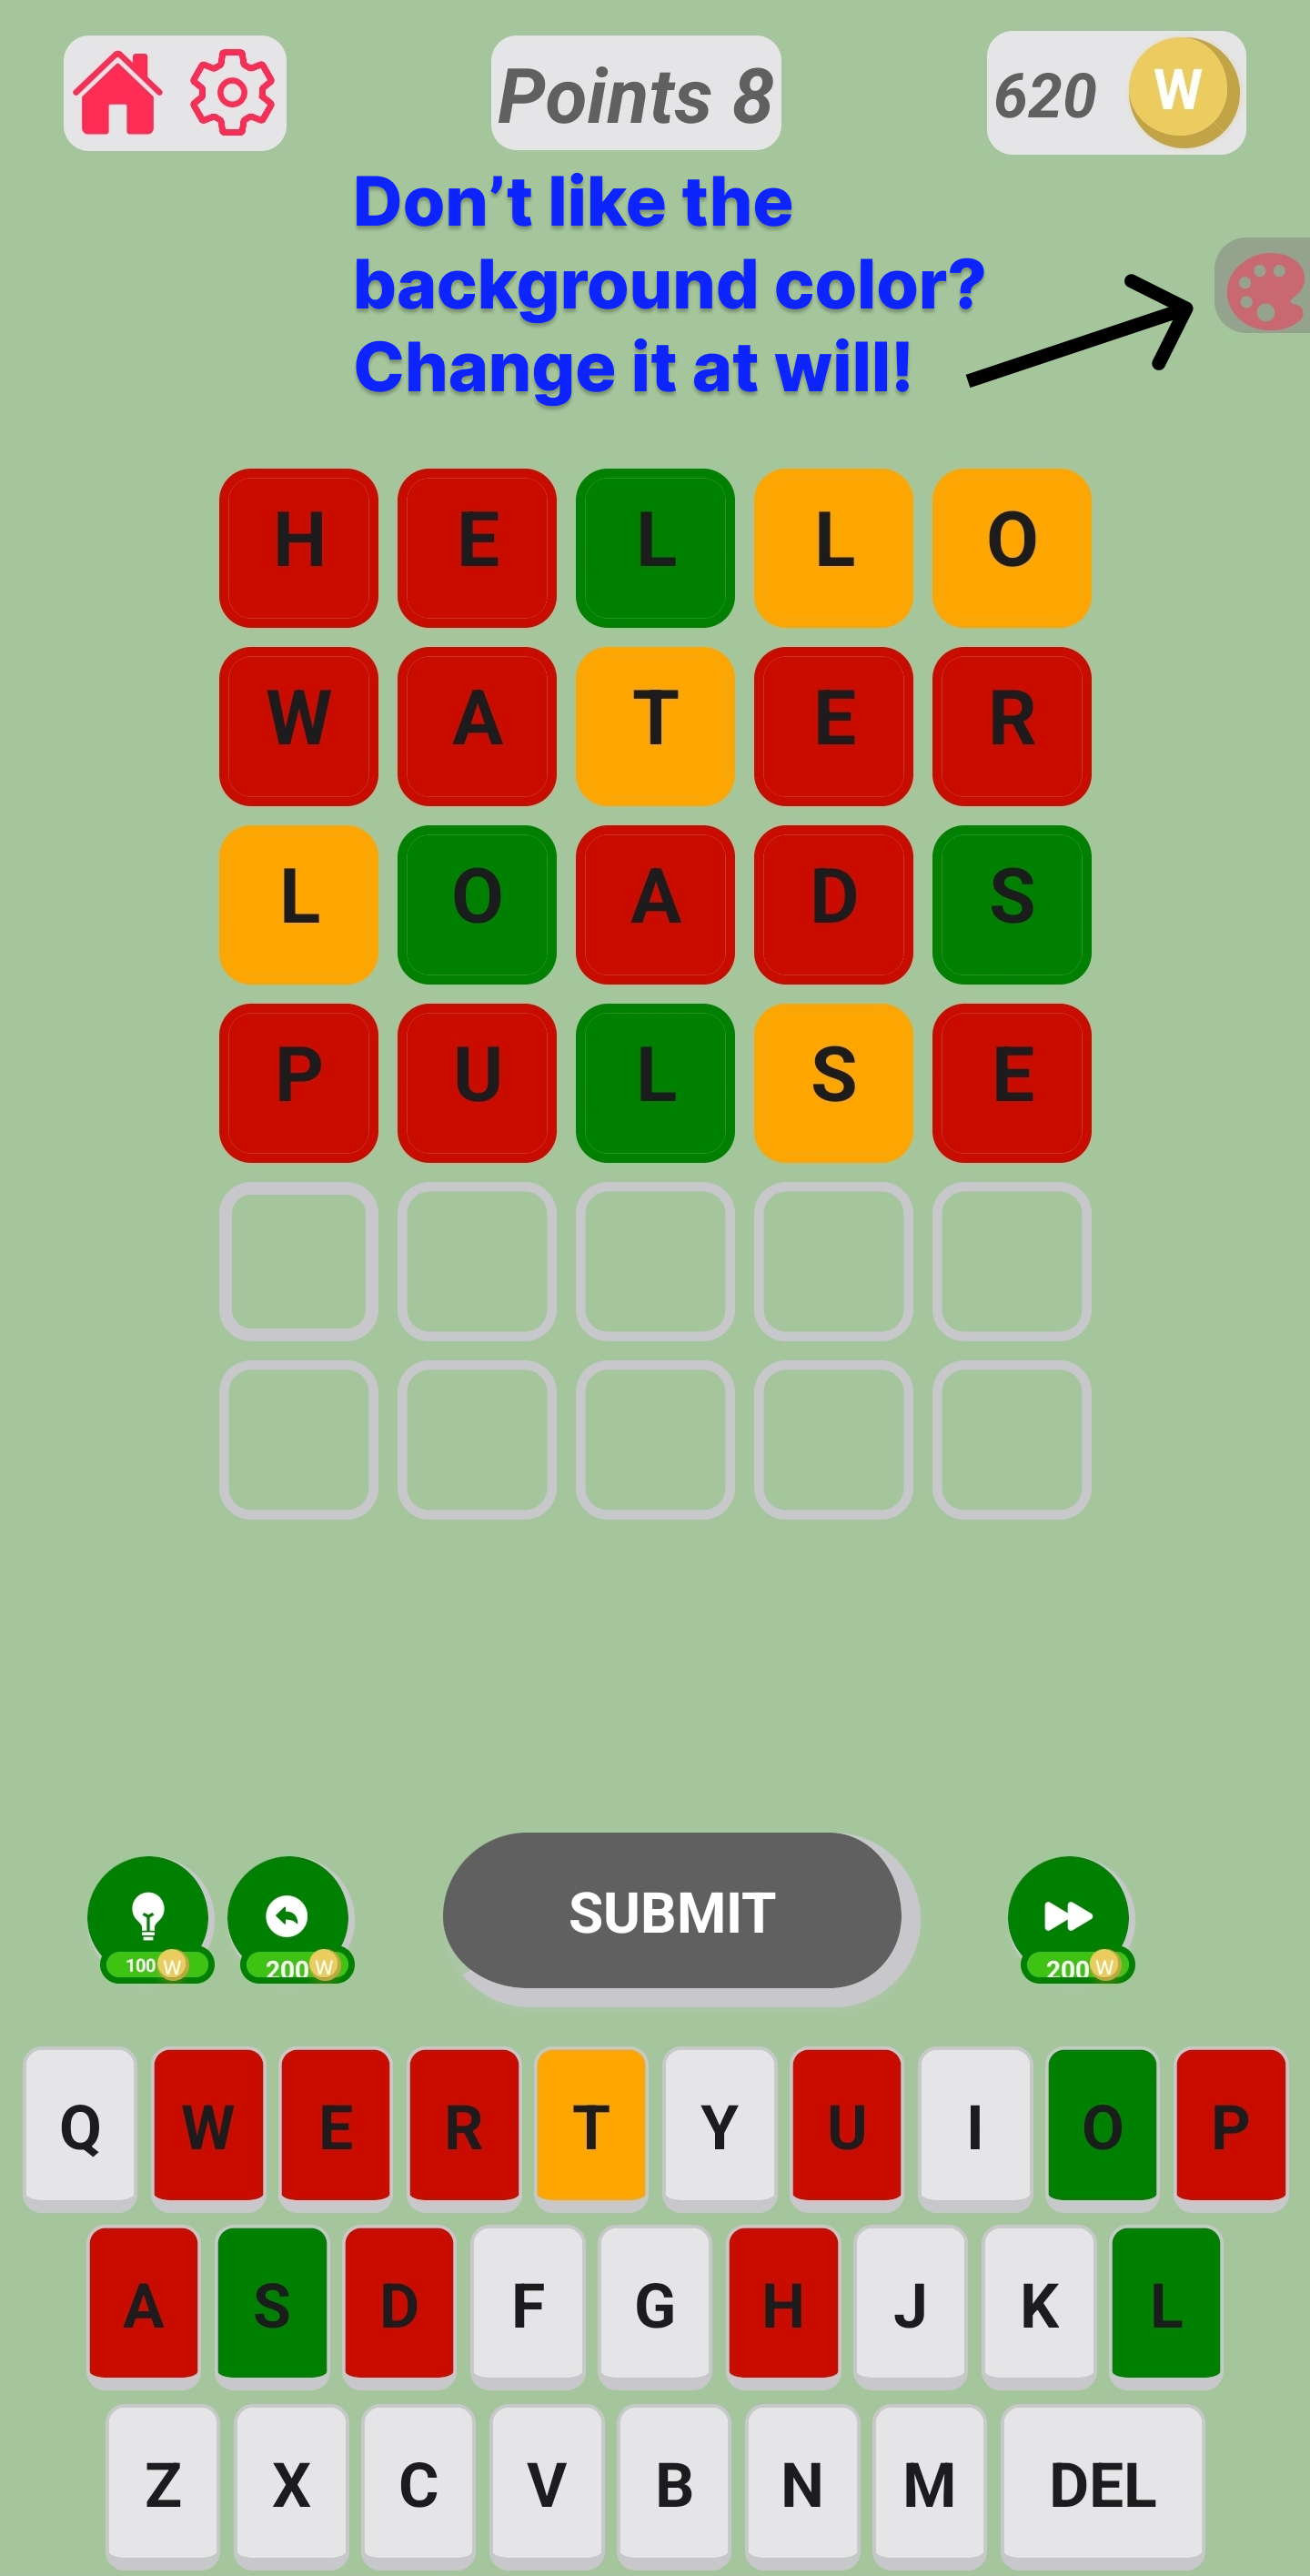 Points 8
620 W
Don’t like the
background color?
Change it at will!
H E L L O
W A T E R
L O A D S
P U L S E
SUBMIT
100 W 200 W 200 W
Q W E R T Y U I O P
A S D F G H J K L
Z X C V B N M DEL